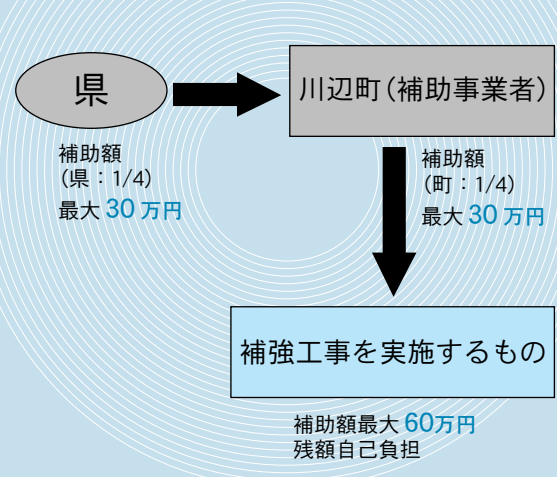 県
川辺町(補助事業者)
補助額
(県：1/4)
最大 30 万円
補助額
(町：1/4)
最大 30 万円
補強工事を実施するもの
補助額最大 60万円
残額自己負担